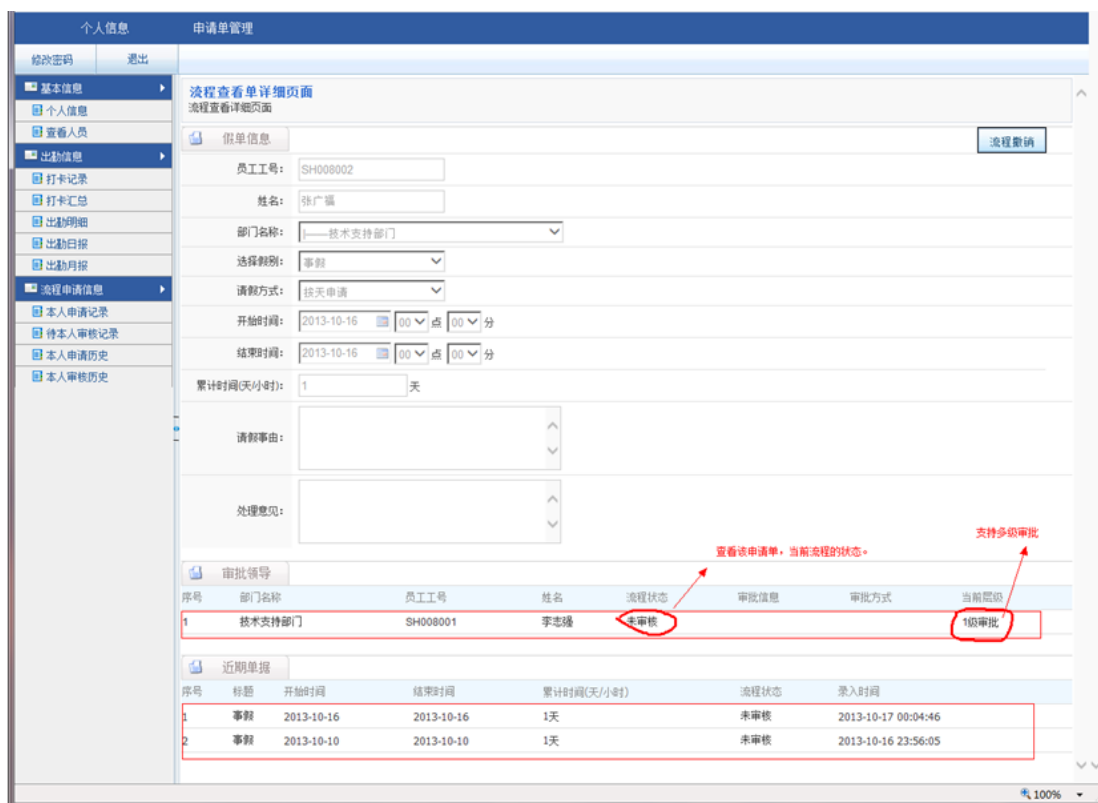 个人信息 申请单管理
修改密码 退出
基本信息
个人信息
查看人员
出勤信息
打卡记录
打卡汇总
出勤明细
出勤日报
出勤月报
流程申请信息
本人申请记录
待本人审核记录
本人申请历史
本人审核历史
流程查看单详细页面
流程查看详细页面
假单信息 流程撤销
员工工号: SH008002
姓名: 张广福
部门名称: |——技术支持部门
选择假别: 事假
请假方式: 按天申请
开始时间: 2013-10-16 00 点 00 分
结束时间: 2013-10-16 00 点 00 分
累计时间(天/小时): 1 天
请假事由:
处理意见:
支持多级审批
查看该申请单，当前流程的状态。
审批领导
序号 部门名称 员工工号 姓名 流程状态 审批信息 审批方式 当前层级
1 技术支持部门 SH008001 李志强 未审核 1级审批
近期单据
序号 标题 开始时间 结束时间 累计时间(天/小时) 流程状态 录入时间
1 事假 2013-10-16 2013-10-16 1天 未审核 2013-10-17 00:04:46
2 事假 2013-10-10 2013-10-10 1天 未审核 2013-10-16 23:56:05
100%